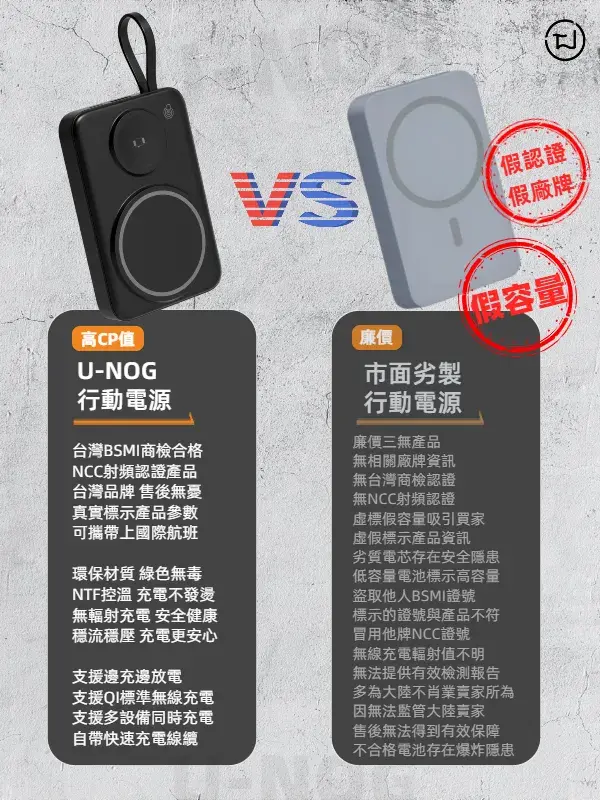 U-NOG
VS
假認證
假廠牌
假容量
高CP值
U-NOG
行動電源
台灣BSMI商檢合格
NCC射頻認證產品
台灣品牌 售後無憂
真實標示產品參數
可攜帶上國際航班
環保材質 綠色無毒
NTF控溫 充電不發燙
無輻射充電 安全健康
穩流穩壓 充電更安心
支援邊充邊放電
支援QI標準無線充電
支援多設備同時充電
自帶快速充電線纜
廉價
市面劣製
行動電源
廉價三無產品
無相關廠牌資訊
無台灣商檢認證
無NCC射頻認證
虛標假容量吸引買家
虛假標示產品資訊
劣質電芯存在安全隱患
低容量電池標示高容量
盜取他人BSMI證號
標示的證號與產品不符
冒用他牌NCC證號
無線充電輻射值不明
無法提供有效檢測報告
多為大陸不肖業賣家所為
因無法監管大陸賣家
售後無法得到有效保障
不合格電池存在爆炸隱患
U-NOG